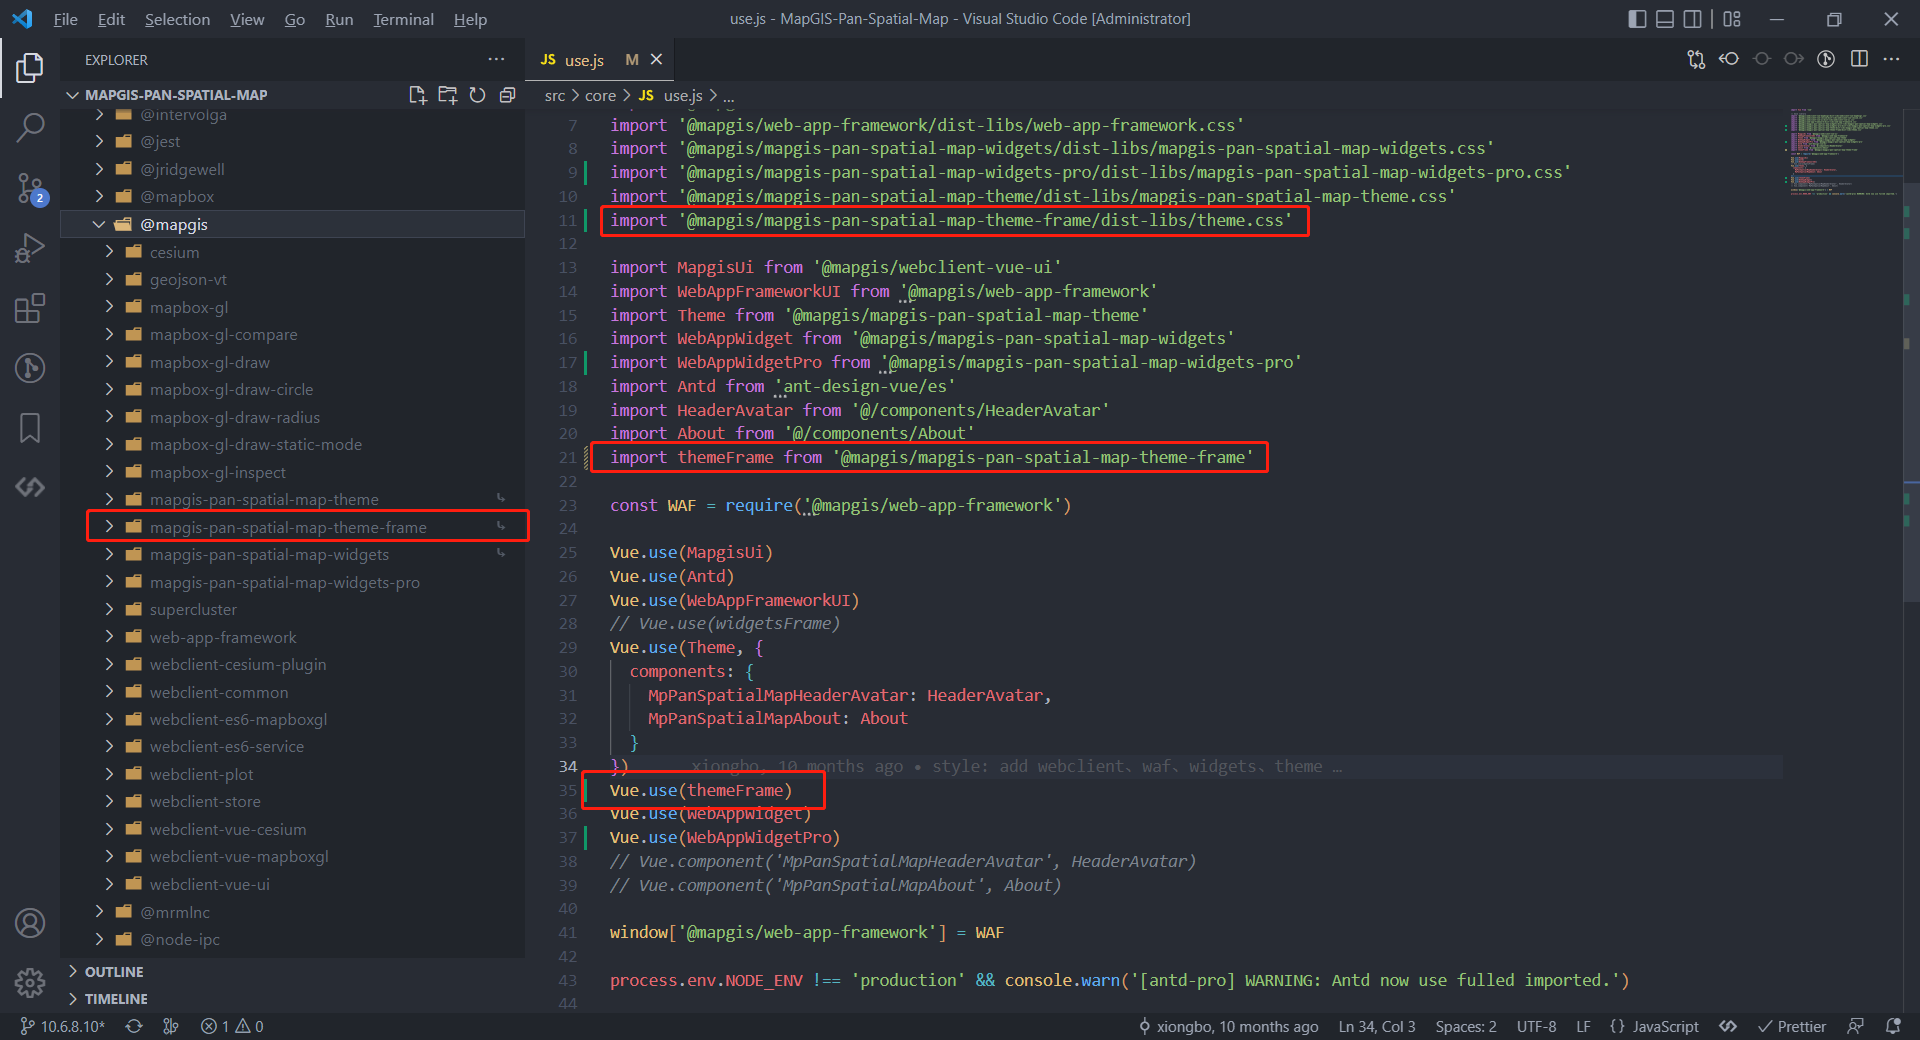 File Edit Selection View Go Run Terminal Help
use.js - MapGIS-Pan-Spatial-Map - Visual Studio Code [Administrator]
EXPLORER
MAPGIS-PAN-SPATIAL-MAP
@intervolga
@jest
@jridgewell
@mapbox
@mapgis
cesium
geojson-vt
mapbox-gl
mapbox-gl-compare
mapbox-gl-draw
mapbox-gl-draw-circle
mapbox-gl-draw-radius
mapbox-gl-draw-static-mode
mapbox-gl-inspect
mapgis-pan-spatial-map-theme
mapgis-pan-spatial-map-theme-frame
mapgis-pan-spatial-map-widgets
mapgis-pan-spatial-map-widgets-pro
supercluster
web-app-framework
webclient-cesium-plugin
webclient-common
webclient-es6-mapboxgl
webclient-es6-service
webclient-plot
webclient-store
webclient-vue-cesium
webclient-vue-mapboxgl
webclient-vue-ui
@mrmlnc
@node-ipc
OUTLINE
TIMELINE
2
JS use.js M
src > core > JS use.js > ...
7 import '@mapgis/web-app-framework/dist-libs/web-app-framework.css'
8 import '@mapgis/mapgis-pan-spatial-map-widgets/dist-libs/mapgis-pan-spatial-map-widgets.css'
9 import '@mapgis/mapgis-pan-spatial-map-widgets-pro/dist-libs/mapgis-pan-spatial-map-widgets-pro.css'
10 import '@mapgis/mapgis-pan-spatial-map-theme/dist-libs/mapgis-pan-spatial-map-theme.css'
11 import '@mapgis/mapgis-pan-spatial-map-theme-frame/dist-libs/theme.css'
12
13 import MapgisUi from '@mapgis/webclient-vue-ui'
14 import WebAppFrameworkUI from '@mapgis/web-app-framework'
15 import Theme from '@mapgis/mapgis-pan-spatial-map-theme'
16 import WebAppWidget from '@mapgis/mapgis-pan-spatial-map-widgets'
17 import WebAppWidgetPro from '@mapgis/mapgis-pan-spatial-map-widgets-pro'
18 import Antd from 'ant-design-vue/es'
19 import HeaderAvatar from '@/components/HeaderAvatar'
20 import About from '@/components/About'
21 import themeFrame from '@mapgis/mapgis-pan-spatial-map-theme-frame'
22
23 const WAF = require('@mapgis/web-app-framework')
24
25 Vue.use(MapgisUi)
26 Vue.use(Antd)
27 Vue.use(WebAppFrameworkUI)
28 // Vue.use(widgetsFrame)
29 Vue.use(Theme, {
30 components: {
31 MpPanSpatialMapHeaderAvatar: HeaderAvatar,
32 MpPanSpatialMapAbout: About
33 }
34 }) xiongbo, 10 months ago • style: add webclient、waf、widgets、theme …
35 Vue.use(themeFrame)
36 Vue.use(WebAppWidget)
37 Vue.use(WebAppWidgetPro)
38 // Vue.component('MpPanSpatialMapHeaderAvatar', HeaderAvatar)
39 // Vue.component('MpPanSpatialMapAbout', About)
40
41 window['@mapgis/web-app-framework'] = WAF
42
43 process.env.NODE_ENV !== 'production' && console.warn('[antd-pro] WARNING: Antd now use fulled imported.')
44
10.6.8.10* 1 0 xiongbo, 10 months ago Ln 34, Col 3 Spaces: 2 UTF-8 LF {} JavaScript Prettier